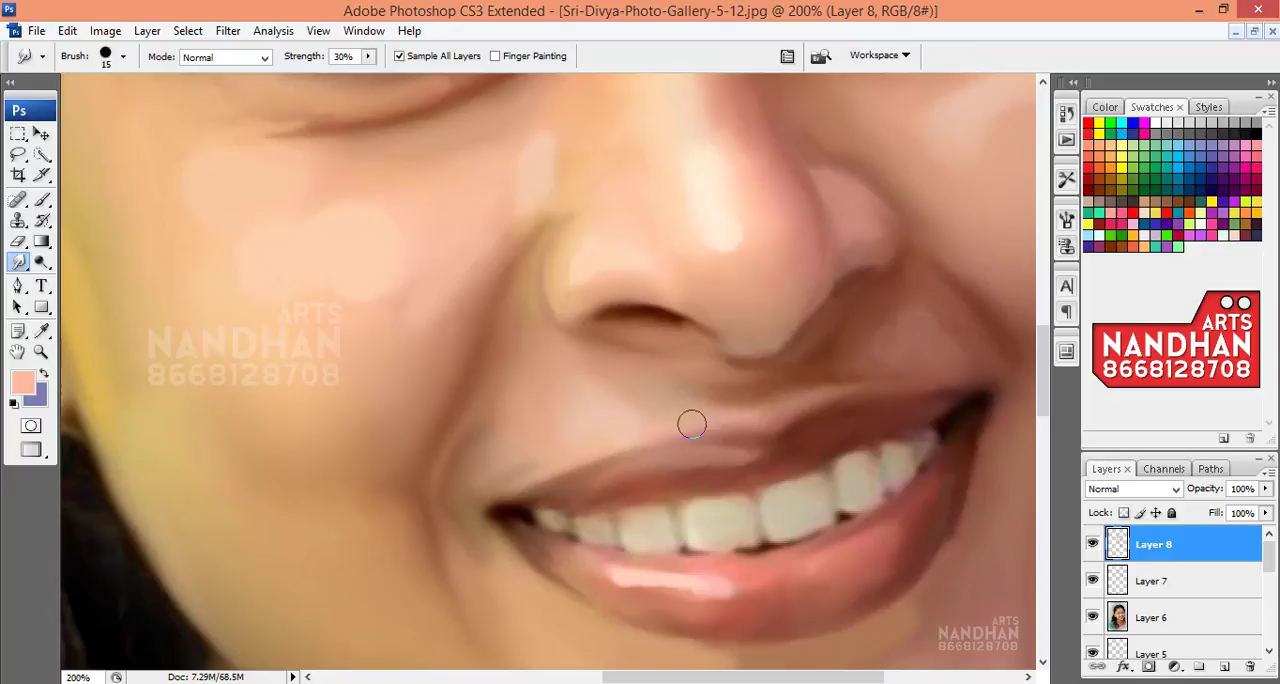 Adobe Photoshop CS3 Extended - [Sri-Divya-Photo-Gallery-5-12.jpg @ 200% (Layer 8, RGB/8#)]
Ps File Edit Image Layer Select Filter Analysis View Window Help
Brush: 15 Mode: Normal Strength: 30% Sample All Layers Finger Painting Workspace
Ps
T
ARTS
NANDHAN
8668128708
ARTS
NANDHAN
8668128708
A
Color Swatches × Styles
ARTS
NANDHAN
8668128708
Layers × Channels Paths
Normal Opacity: 100%
Lock: Fill: 100%
Layer 8
Layer 7
Layer 6
Layer 5
fx
200% Doc: 7.29M/68.5M